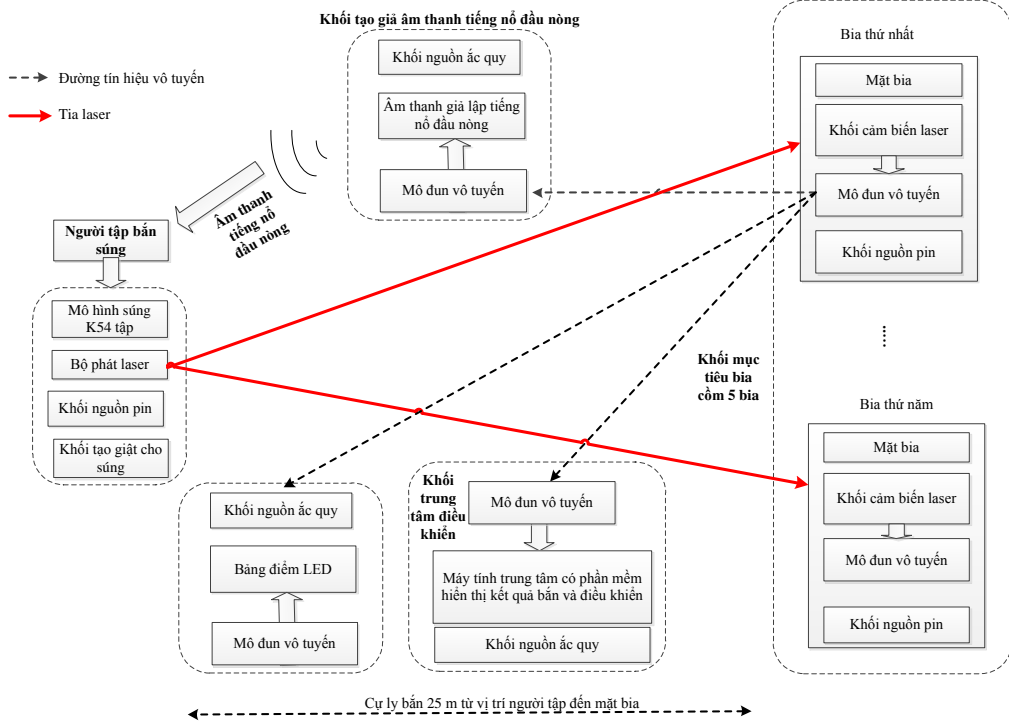 Khối tạo giả âm thanh tiếng nổ đầu nòng
Đường tín hiệu vô tuyến
Tia laser
Khối nguồn ắc quy
Âm thanh giả lập tiếng
nổ đầu nòng
Mô đun vô tuyến
Âm thanh
tiếng nổ
đầu nòng
Người tập bắn
súng
Mô hình súng
K54 tập
Bộ phát laser
Khối nguồn pin
Khối tạo giật cho
súng
Bia thứ nhất
Mặt bia
Khối cảm biến laser
Mô đun vô tuyến
Khối nguồn pin
.....
Khối mục
tiêu bia
cồm 5 bia
Bia thứ năm
Mặt bia
Khối cảm biến laser
Mô đun vô tuyến
Khối nguồn pin
Khối nguồn ắc quy
Bảng điểm LED
Mô đun vô tuyến
Khối
trung
tâm điều
khiển
Mô đun vô tuyến
Máy tính trung tâm có phần mềm
hiển thị kết quả bắn và điều khiển
Khối nguồn ắc quy
Cự ly bắn 25 m từ vị trí người tập đến mặt bia